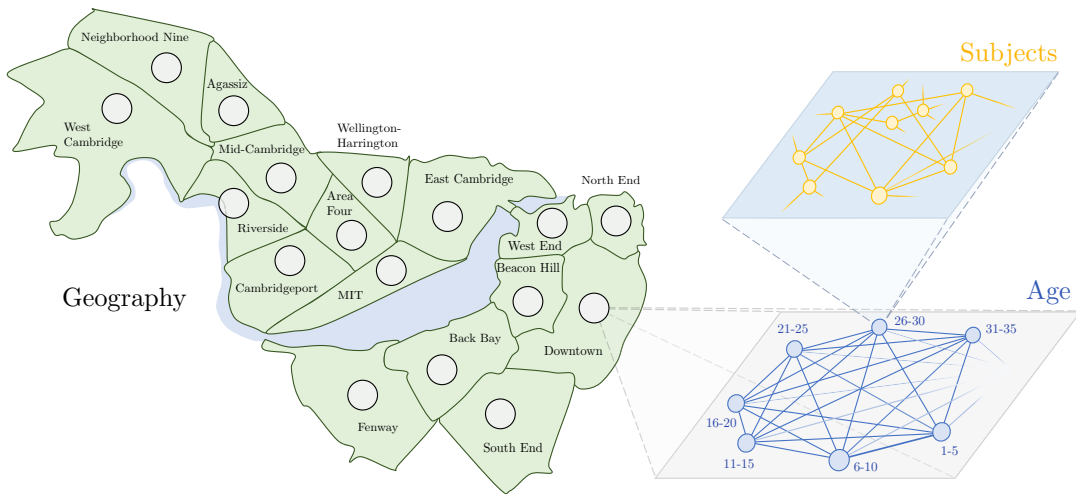 Neighborhood Nine
Agassiz
West
Cambridge
Mid-Cambridge
Wellington-
Harrington
East Cambridge
North End
Area
Four
Riverside
West End
Beacon Hill
Cambridgeport
MIT
Geography
Back Bay
Downtown
Fenway
South End
Subjects
Age
26-30
21-25
31-35
16-20
11-15
6-10
1-5